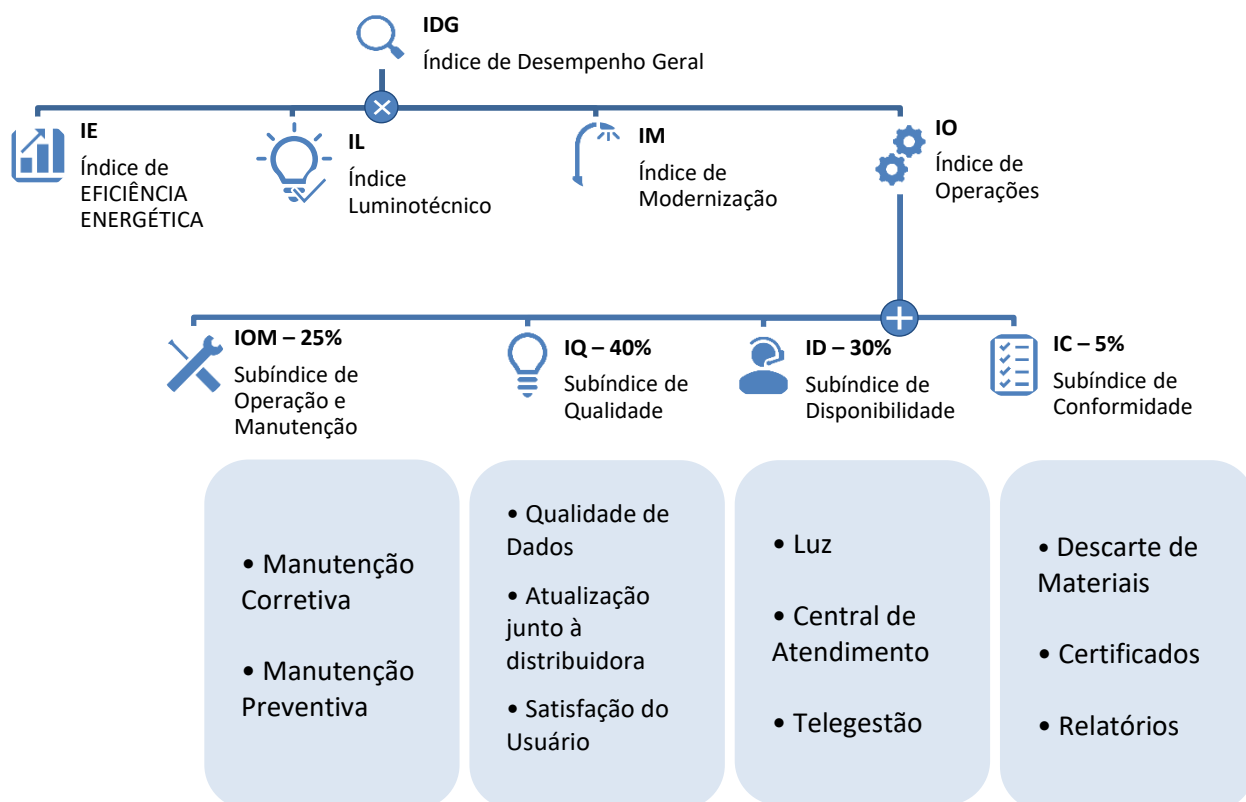 IDG
Índice de Desempenho Geral
IE
Índice de
EFICIÊNCIA
ENERGÉTICA
IL
Índice
Luminotécnico
IM
Índice de
Modernização
IO
Índice de
Operações
IOM – 25%
Subíndice de
Operação e
Manutenção
IQ – 40%
Subíndice de
Qualidade
ID – 30%
Subíndice de
Disponibilidade
IC – 5%
Subíndice de
Conformidade
• Manutenção
Corretiva
• Manutenção
Preventiva
• Qualidade de
Dados
• Atualização
junto à
distribuidora
• Satisfação do
Usuário
• Luz
• Central de
Atendimento
• Telegestão
• Descarte de
Materiais
• Certificados
• Relatórios